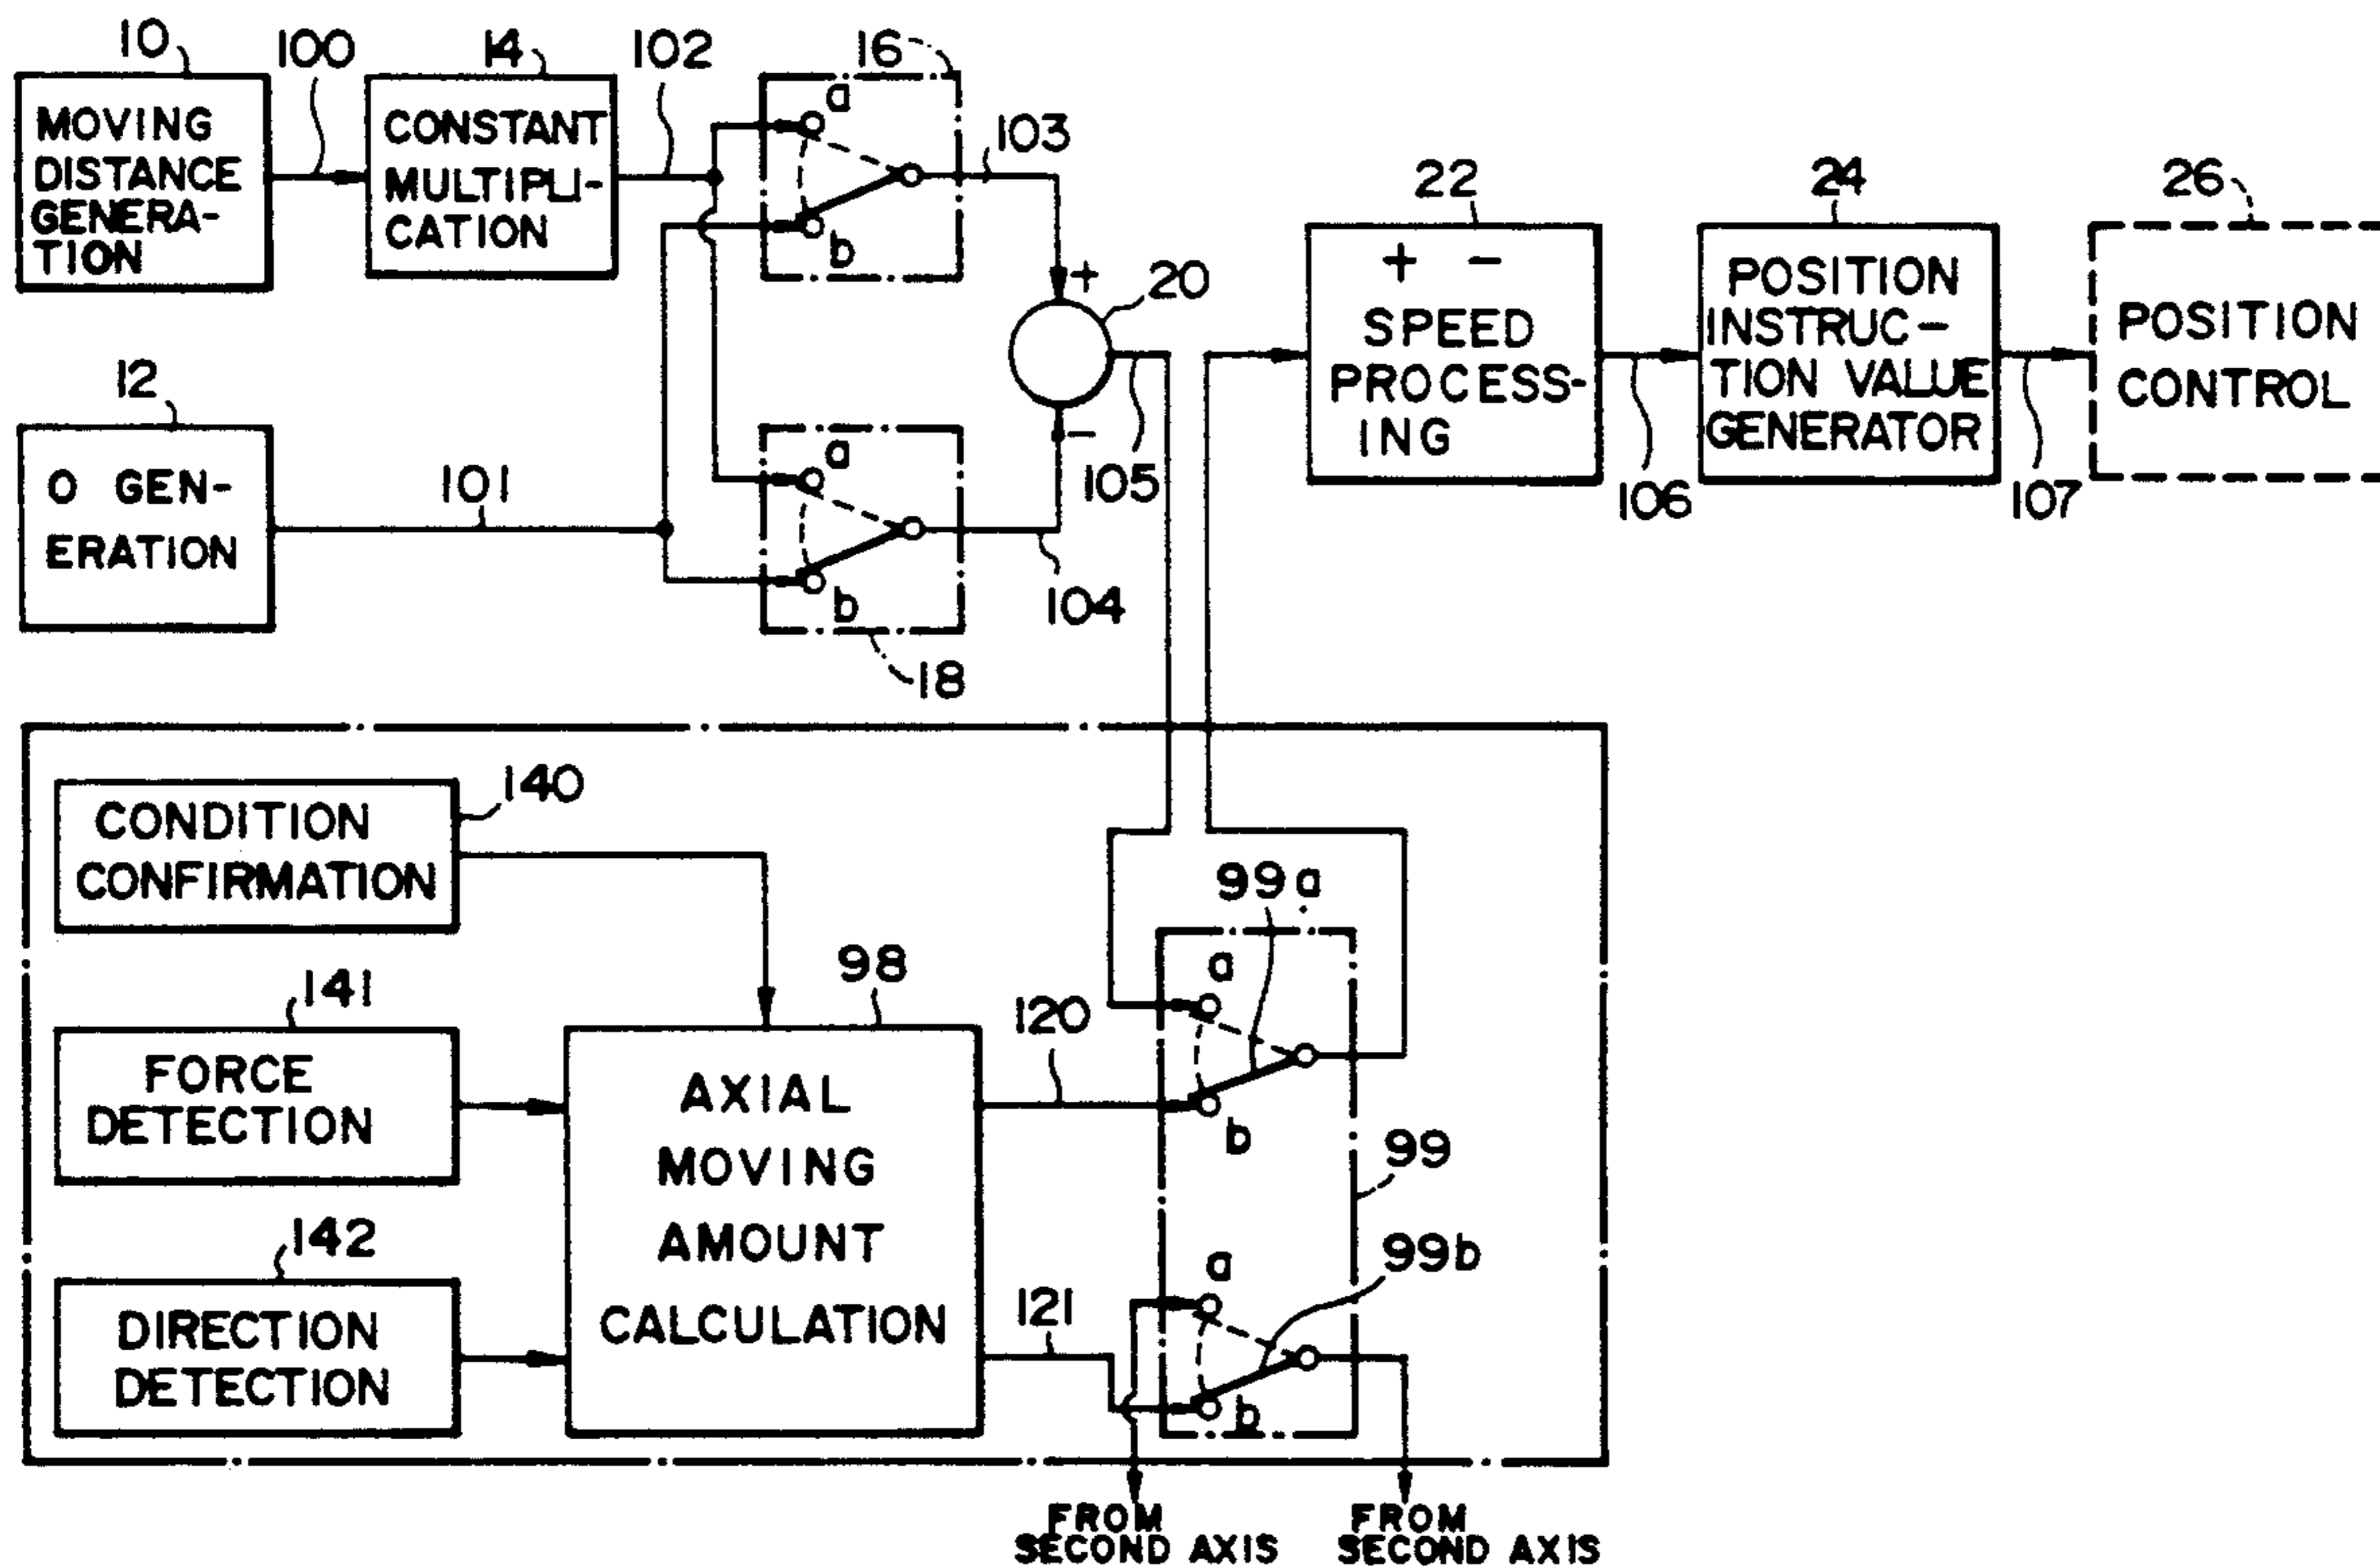 10
100
14
102
16
MOVING
DISTANCE
GENERA-
TION
CONSTANT
MULTIPLI-
CATION
a
b
103
+
20
22
+ -
SPEED
PROCESS-
ING
24
POSITION
INSTRUC-
TION VALUE
GENERATOR
26
POSITION
CONTROL
12
O GEN-
ERATION
101
a
b
-
104
105
106
107
18
140
CONDITION
CONFIRMATION
141
FORCE
DETECTION
142
DIRECTION
DETECTION
98
AXIAL
MOVING
AMOUNT
CALCULATION
120
121
99a
a
b
99
99b
a
b
FROM
SECOND AXIS
FROM
SECOND AXIS